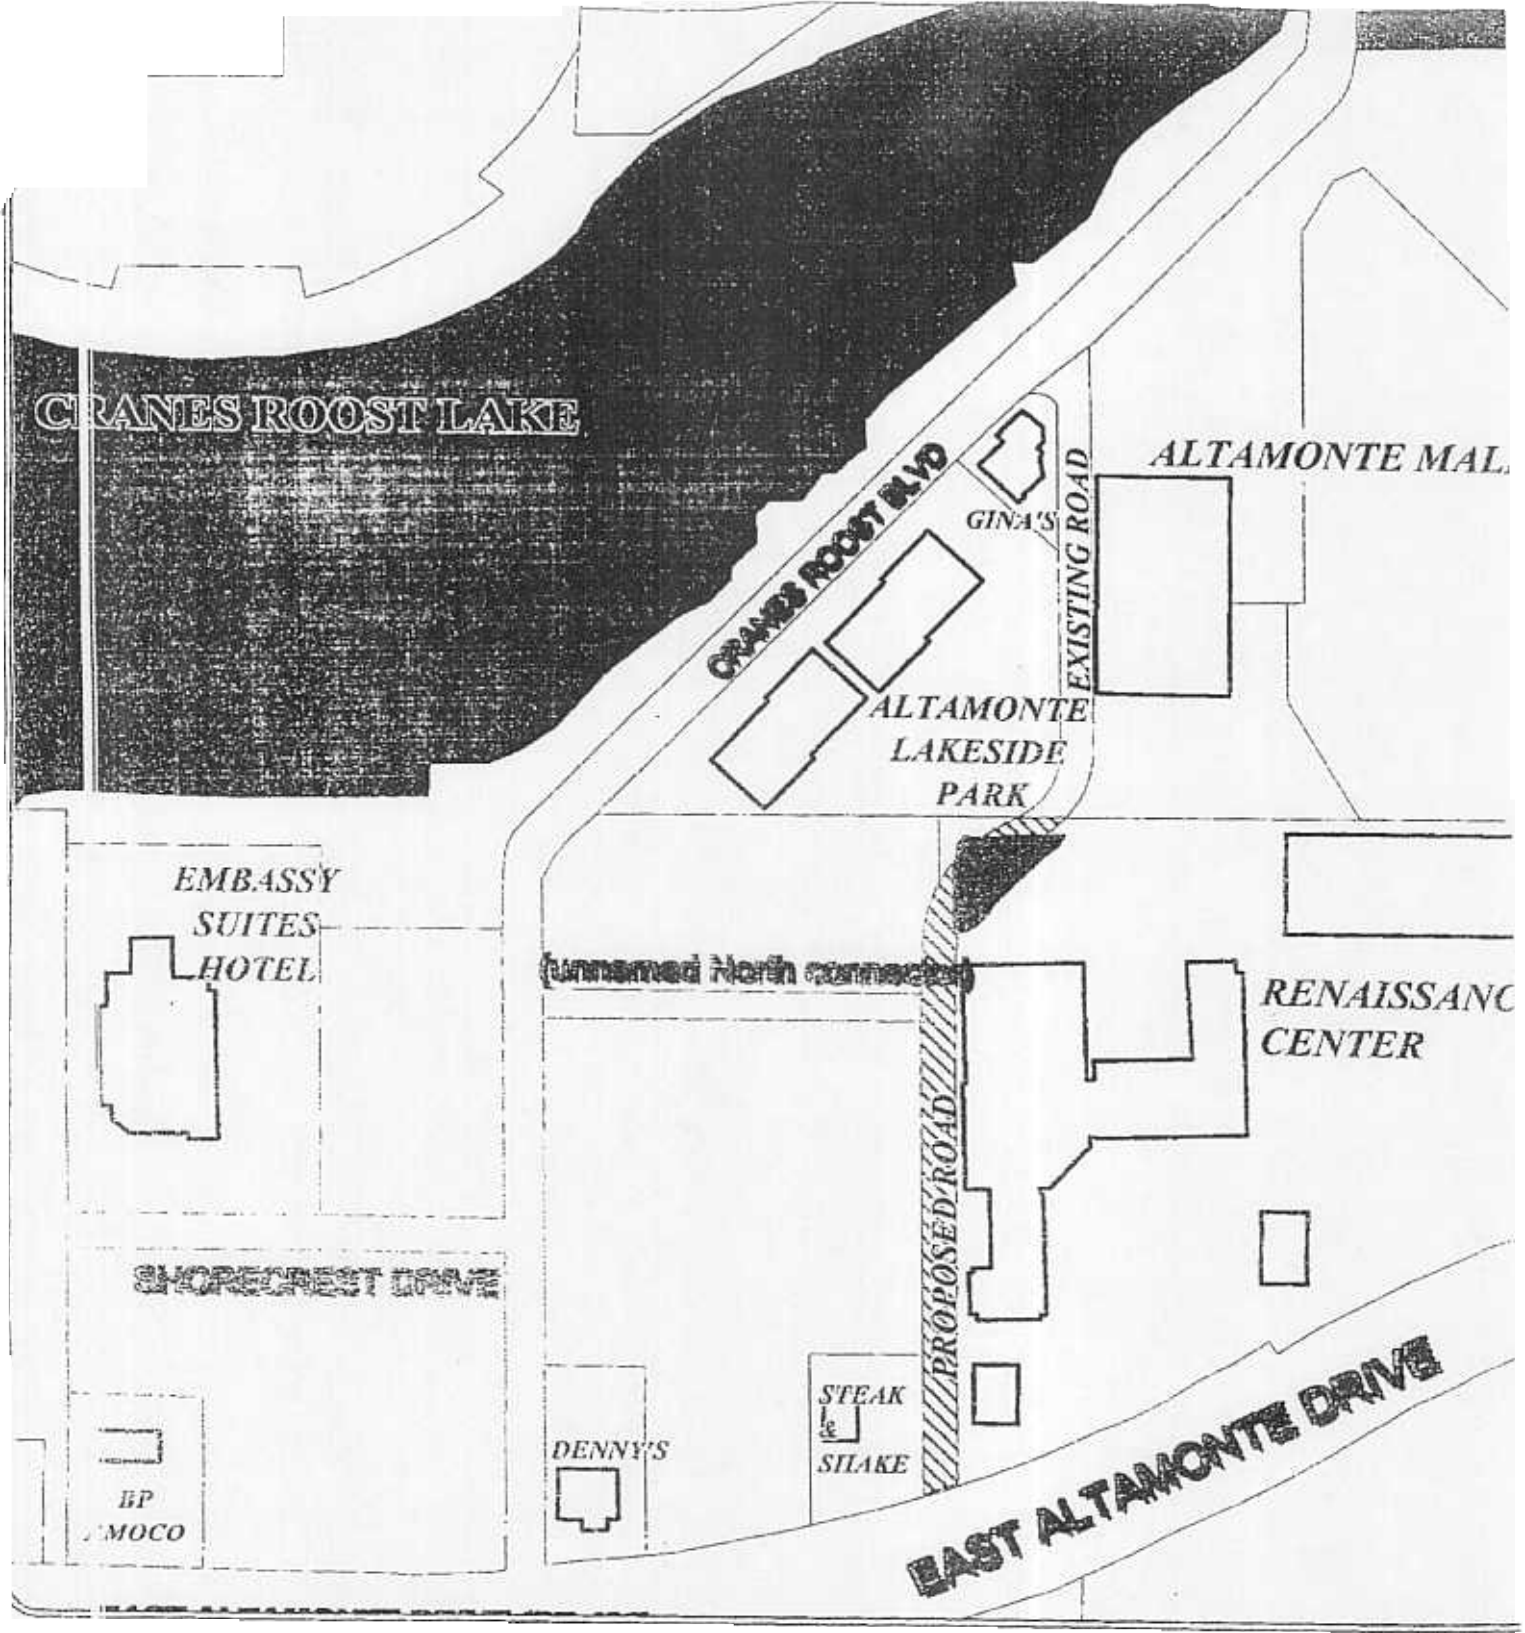 CRANES ROOST LAKE
CRANES ROOST BLVD
GINA'S
EXISTING ROAD
ALTAMONTE MAL
ALTAMONTE
LAKESIDE
PARK
EMBASSY
SUITES
HOTEL
(unnamed North connector)
RENAISSANC
CENTER
PROPOSED ROAD
SHORECREST DRIVE
STEAK
&
SHAKE
DENNY'S
BP
MOCO
EAST ALTAMONTE DRIVE